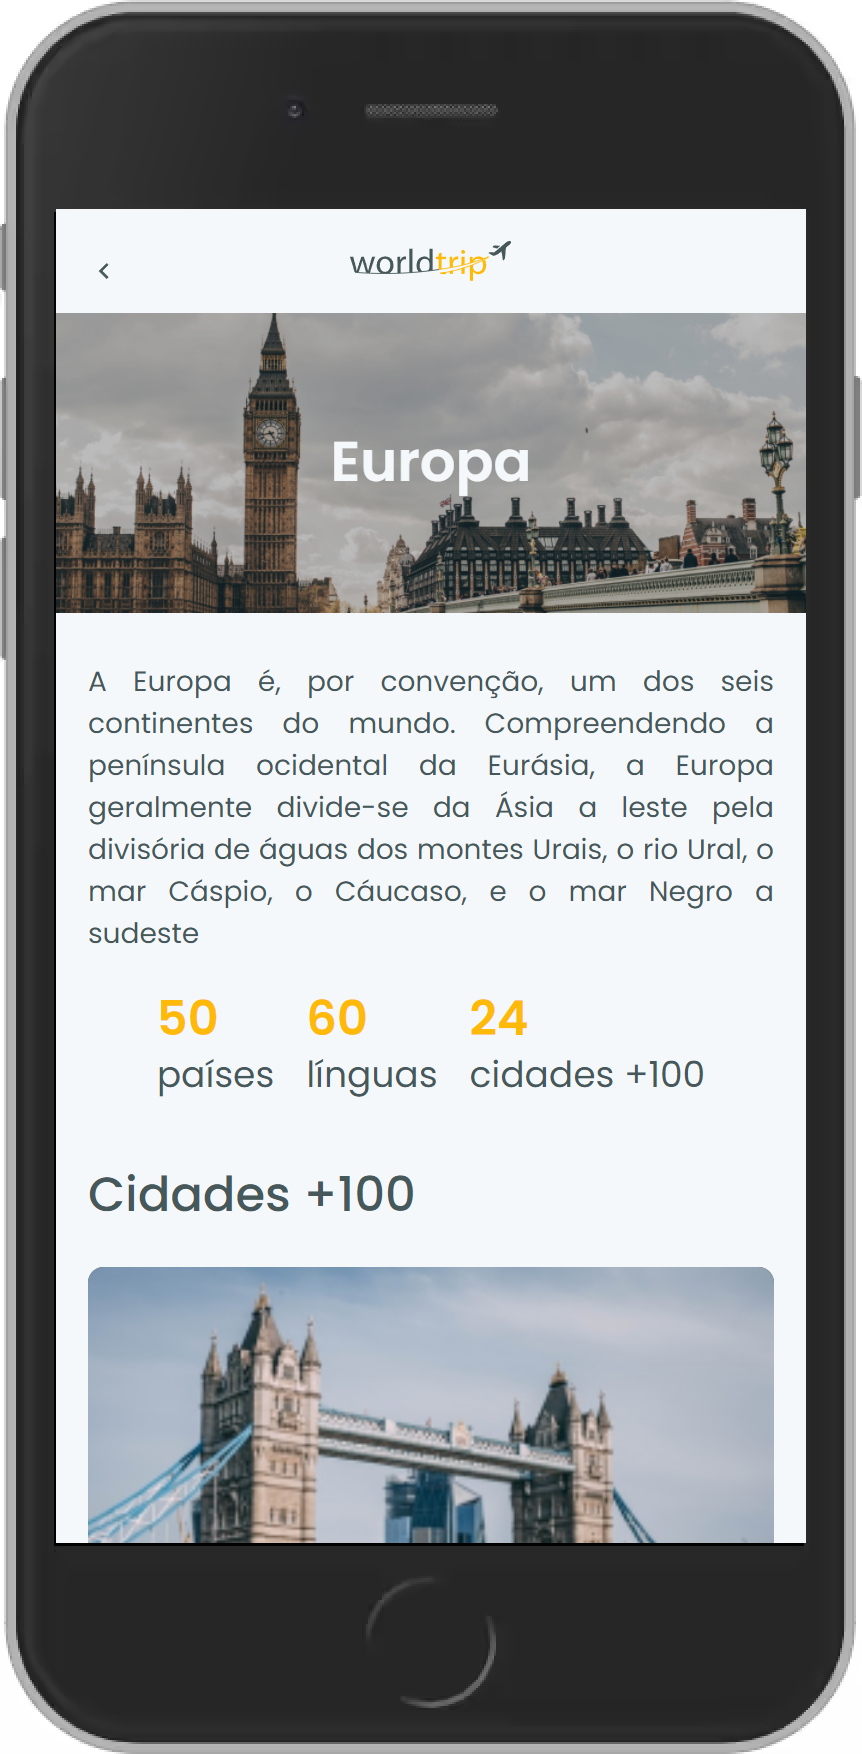 worldtrip
Europa
A Europa é, por convenção, um dos seis
continentes do mundo. Compreendendo a
península ocidental da Eurásia, a Europa
geralmente divide-se da Ásia a leste pela
divisória de águas dos montes Urais, o rio Ural, o
mar Cáspio, o Cáucaso, e o mar Negro a
sudeste
50 60 24
países línguas cidades +100
Cidades +100